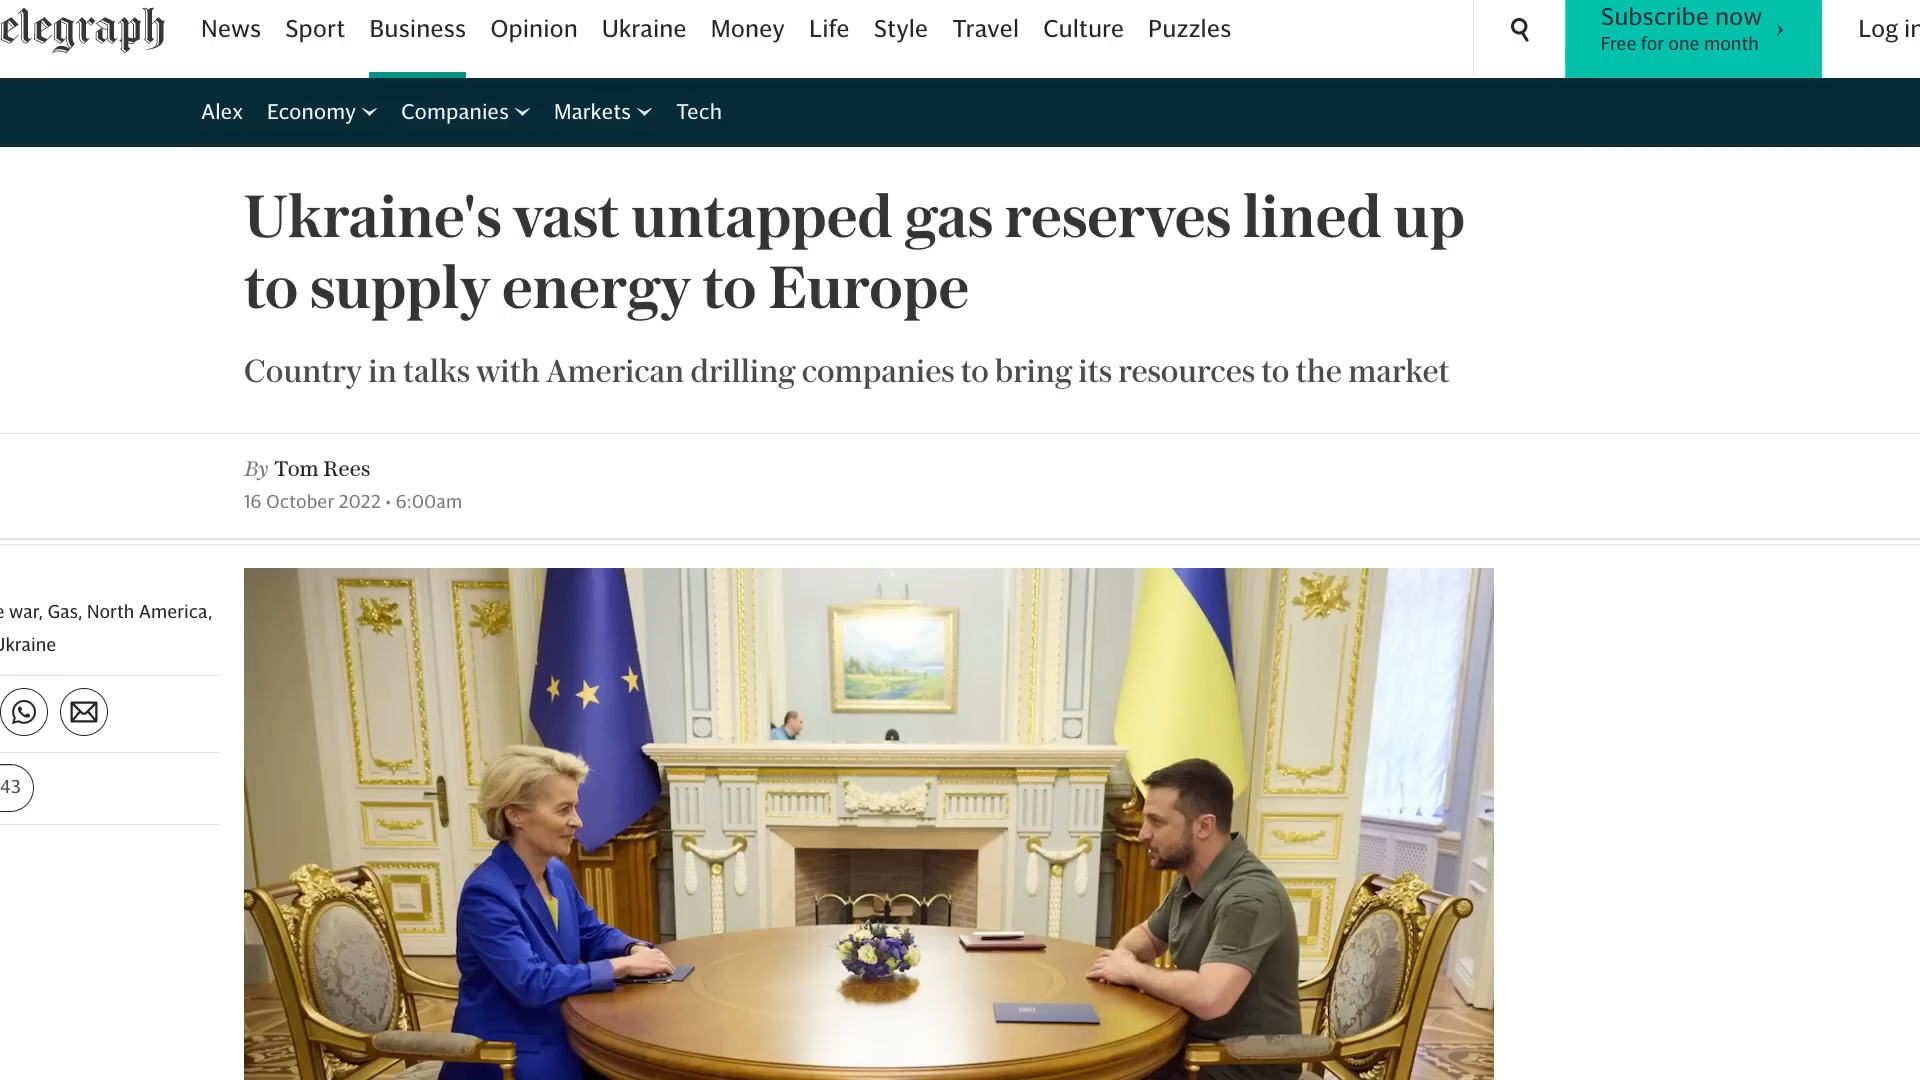 elegraph
News Sport Business Opinion Ukraine Money Life Style Travel Culture Puzzles
Subscribe now
Free for one month
Log in
Alex Economy Companies Markets Tech
Ukraine's vast untapped gas reserves lined up
to supply energy to Europe
Country in talks with American drilling companies to bring its resources to the market
By Tom Rees
16 October 2022 • 6:00am
e war, Gas, North America,
Ukraine
43